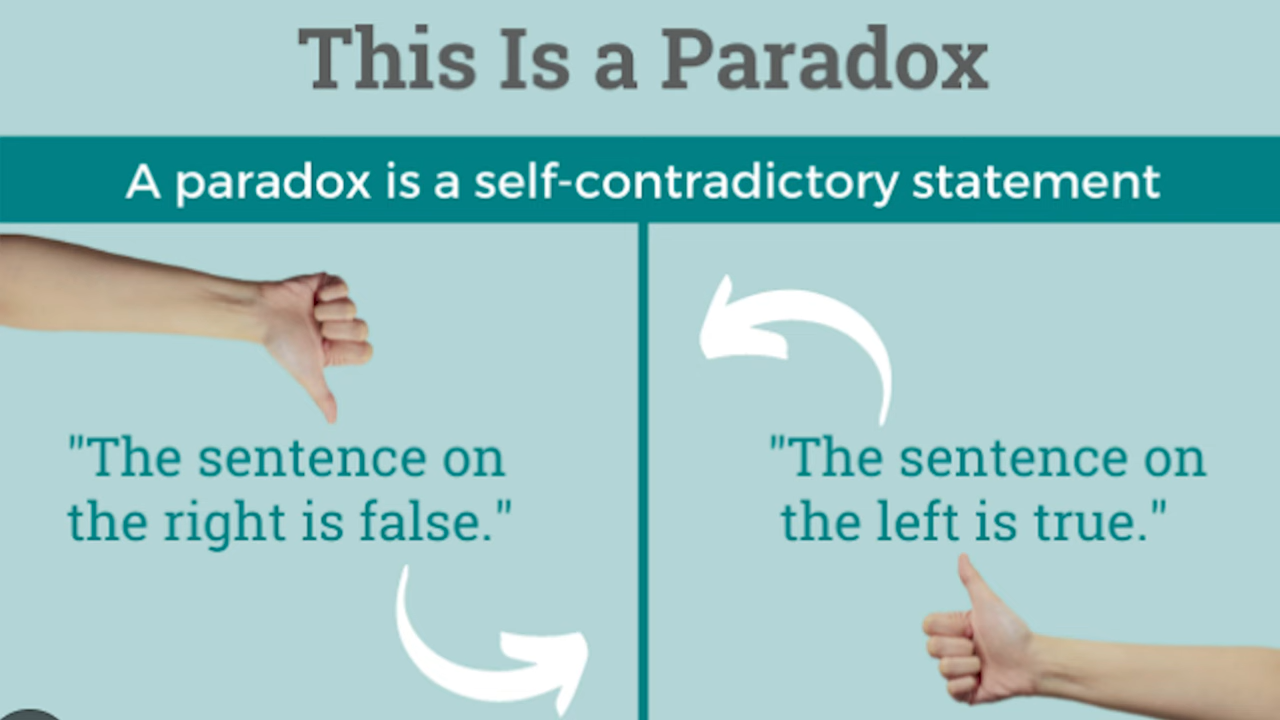 This Is a Paradox
A paradox is a self-contradictory statement
"The sentence on
the right is false."
"The sentence on
the left is true."